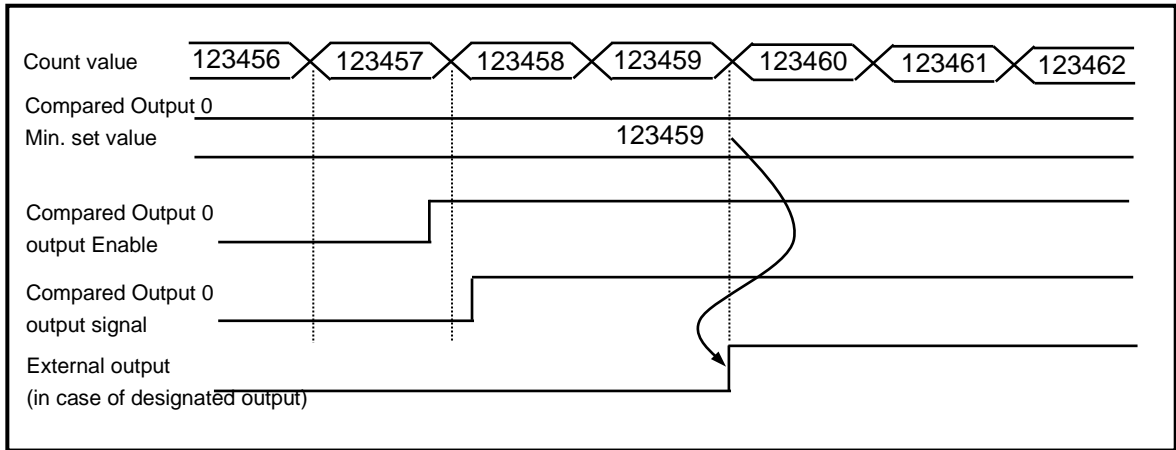 Count value 123456 123457 123458 123459 123460 123461 123462
Compared Output 0
Min. set value 123459
Compared Output 0
output Enable
Compared Output 0
output signal
External output
(in case of designated output)